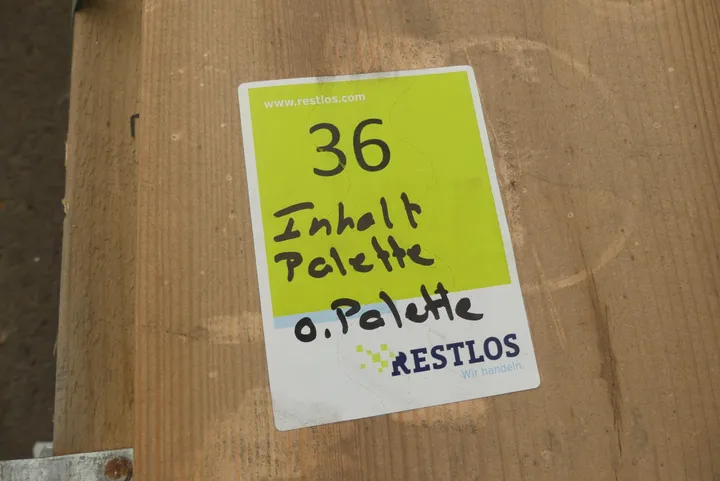 www.restlos.com
36
Inhalt
Palette
o. Palette
RESTLOS
Wir handeln.